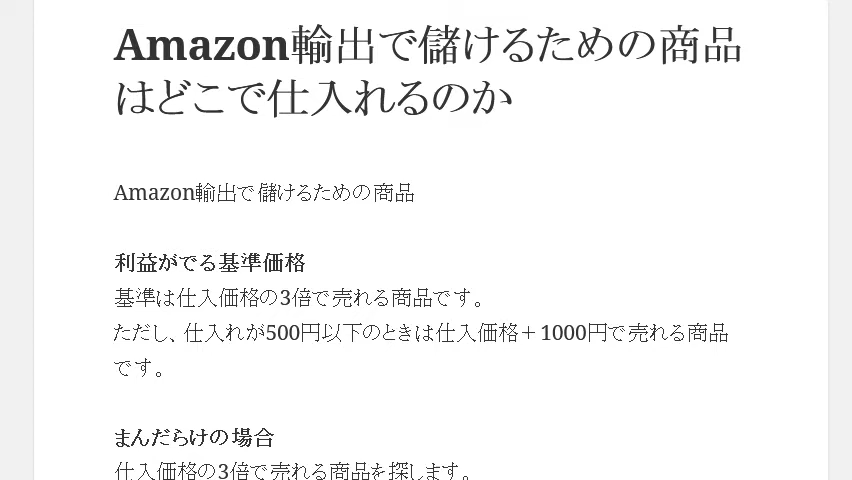 Amazon輸出で儲けるための商品
はどこで仕入れるのか
Amazon輸出で儲けるための商品
利益がでる基準価格
基準は仕入価格の3倍で売れる商品です。
ただし、仕入れが500円以下のときは仕入価格＋1000円で売れる商品
です。
まんだらけの場合
仕入価格の3倍で売れる商品を探します。